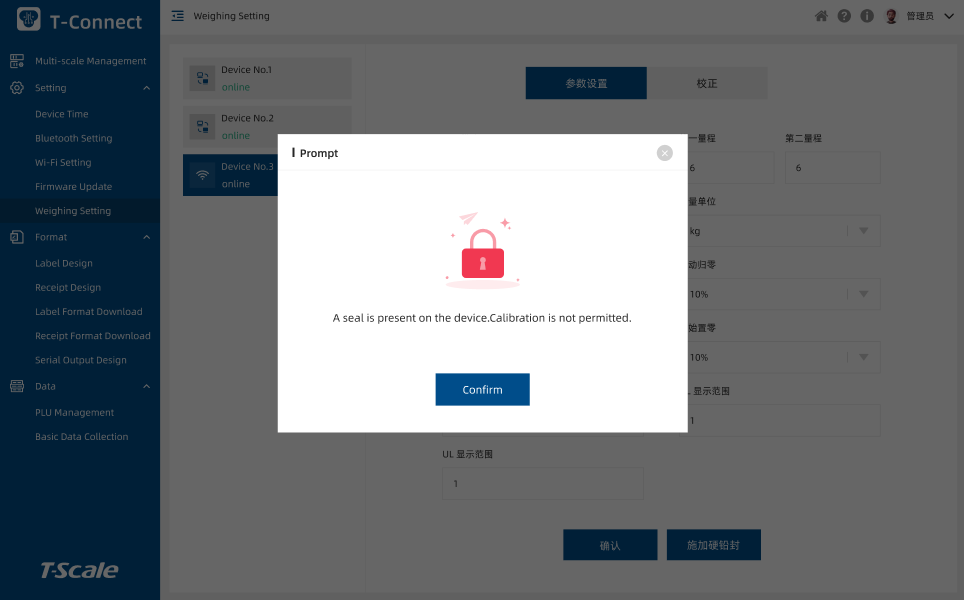 T-Connect
Weighing Setting
管理员
Multi-scale Management
Setting
Device Time
Bluetooth Setting
Wi-Fi Setting
Firmware Update
Weighing Setting
Format
Label Design
Receipt Design
Label Format Download
Receipt Format Download
Serial Output Design
Data
PLU Management
Basic Data Collection
T-Scale
Device No.1
online
Device No.2
online
Device No.3
online
参数设置
校正
一量程
第二量程
6
6
量单位
kg
动归零
10%
始置零
10%
显示范围
1
UL 显示范围
1
确认
施加硬铅封
Prompt
A seal is present on the device.Calibration is not permitted.
Confirm